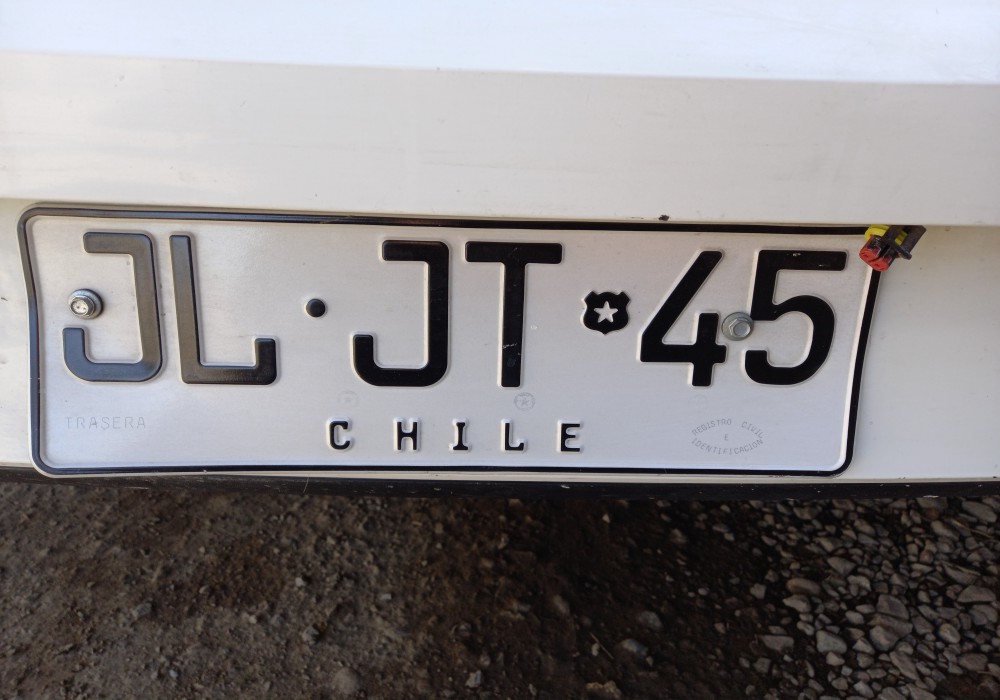 JL·JT 45
TRASERA
CHILE
REGISTRO CIVIL
E
IDENTIFICACION